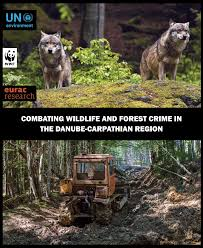 UN
environment
WWF
eurac
research
COMBATING WILDLIFE AND FOREST CRIME IN
THE DANUBE-CARPATHIAN REGION